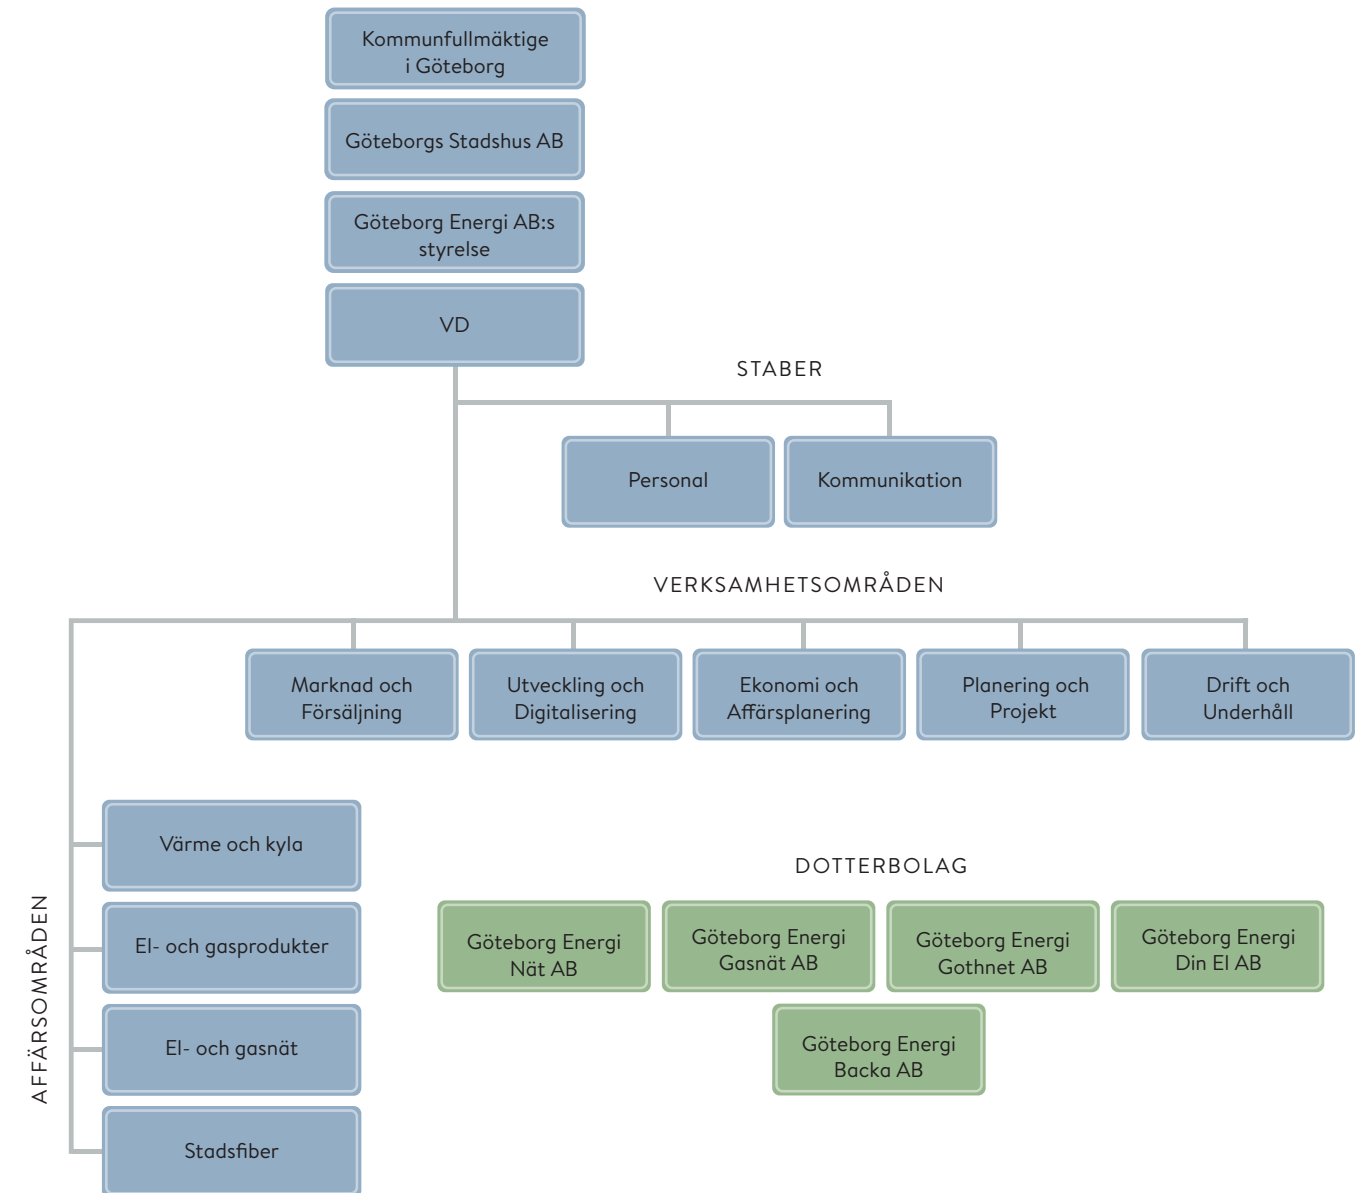 Kommunfullmäktige
i Göteborg
Göteborgs Stadshus AB
Göteborg Energi AB:s
styrelse
VD
STABER
Personal
Kommunikation
VERKSAMHETSOMRÅDEN
Marknad och
Försäljning
Utveckling och
Digitalisering
Ekonomi och
Affärsplanering
Planering och
Projekt
Drift och
Underhåll
AFFÄRSOMRÅDEN
Värme och kyla
El- och gasprodukter
El- och gasnät
Stadsfiber
DOTTERBOLAG
Göteborg Energi
Nät AB
Göteborg Energi
Gasnät AB
Göteborg Energi
Gothnet AB
Göteborg Energi
Din El AB
Göteborg Energi
Backa AB